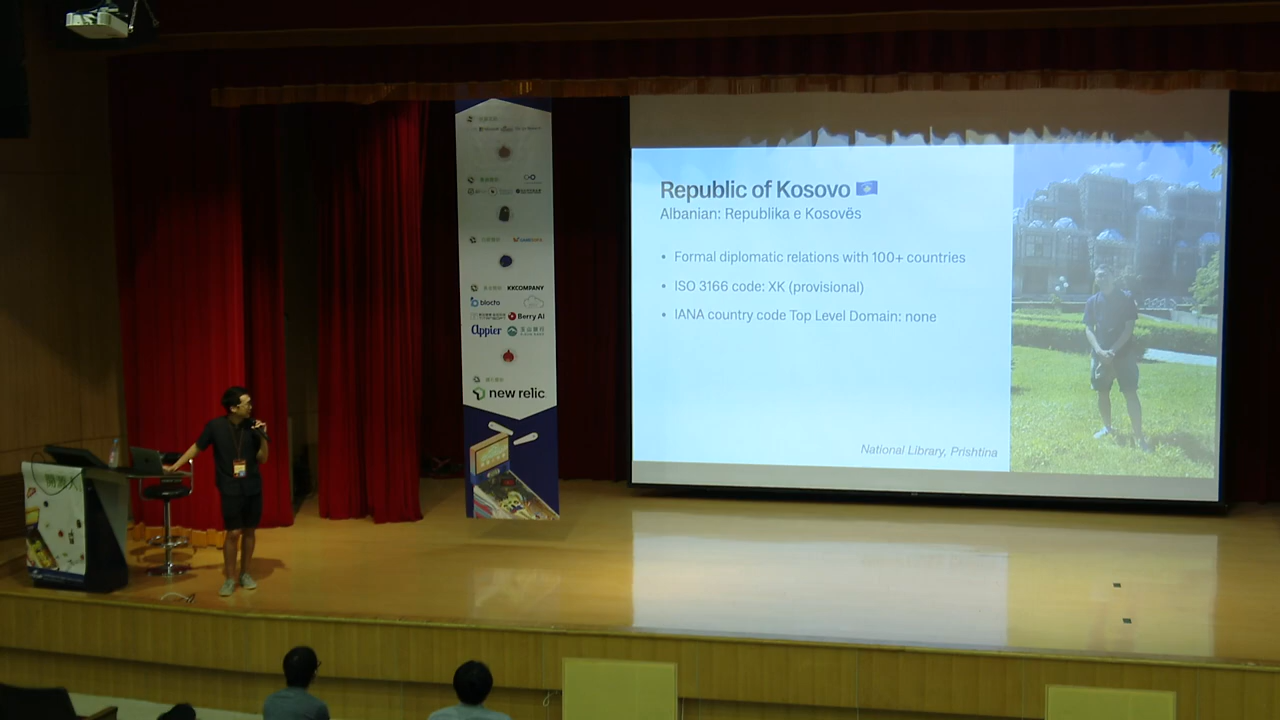 Republic of Kosovo
Albanian: Republika e Kosovës
• Formal diplomatic relations with 100+ countries
• ISO 3166 code: XK (provisional)
• IANA country code Top Level Domain: none
National Library, Prishtina
KKCOMPANY
blocto
Berry AI
Appier
new relic